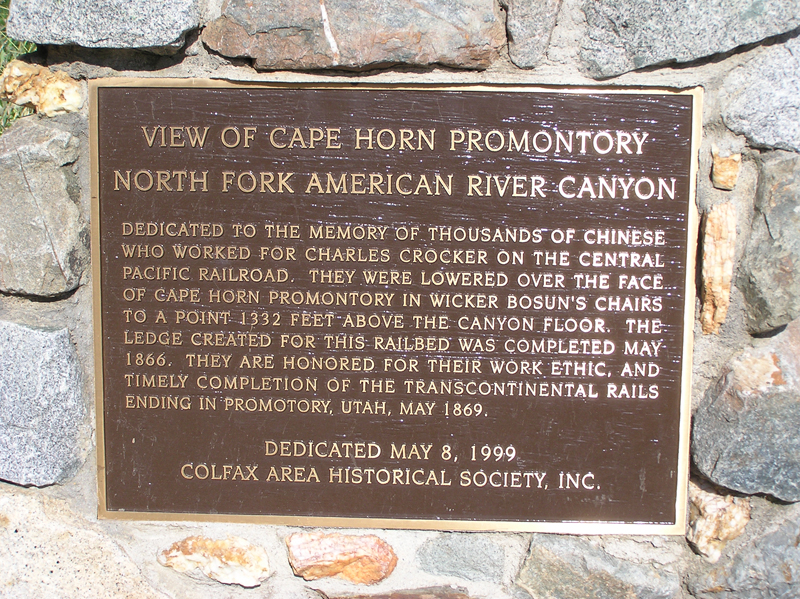 VIEW OF CAPE HORN PROMONTORY
NORTH FORK AMERICAN RIVER CANYON
DEDICATED TO THE MEMORY OF THOUSANDS OF CHINESE
WHO WORKED FOR CHARLES CROCKER ON THE CENTRAL
PACIFIC RAILROAD. THEY WERE LOWERED OVER THE FACE
OF CAPE HORN PROMONTORY IN WICKER BOSUN'S CHAIRS
TO A POINT 1332 FEET ABOVE THE CANYON FLOOR. THE
LEDGE CREATED FOR THIS RAILBED WAS COMPLETED MAY
1866. THEY ARE HONORED FOR THEIR WORK ETHIC, AND
TIMELY COMPLETION OF THE TRANSCONTINENTAL RAILS
ENDING IN PROMOTORY, UTAH, MAY 1869.
DEDICATED MAY 8, 1999
COLFAX AREA HISTORICAL SOCIETY, INC.